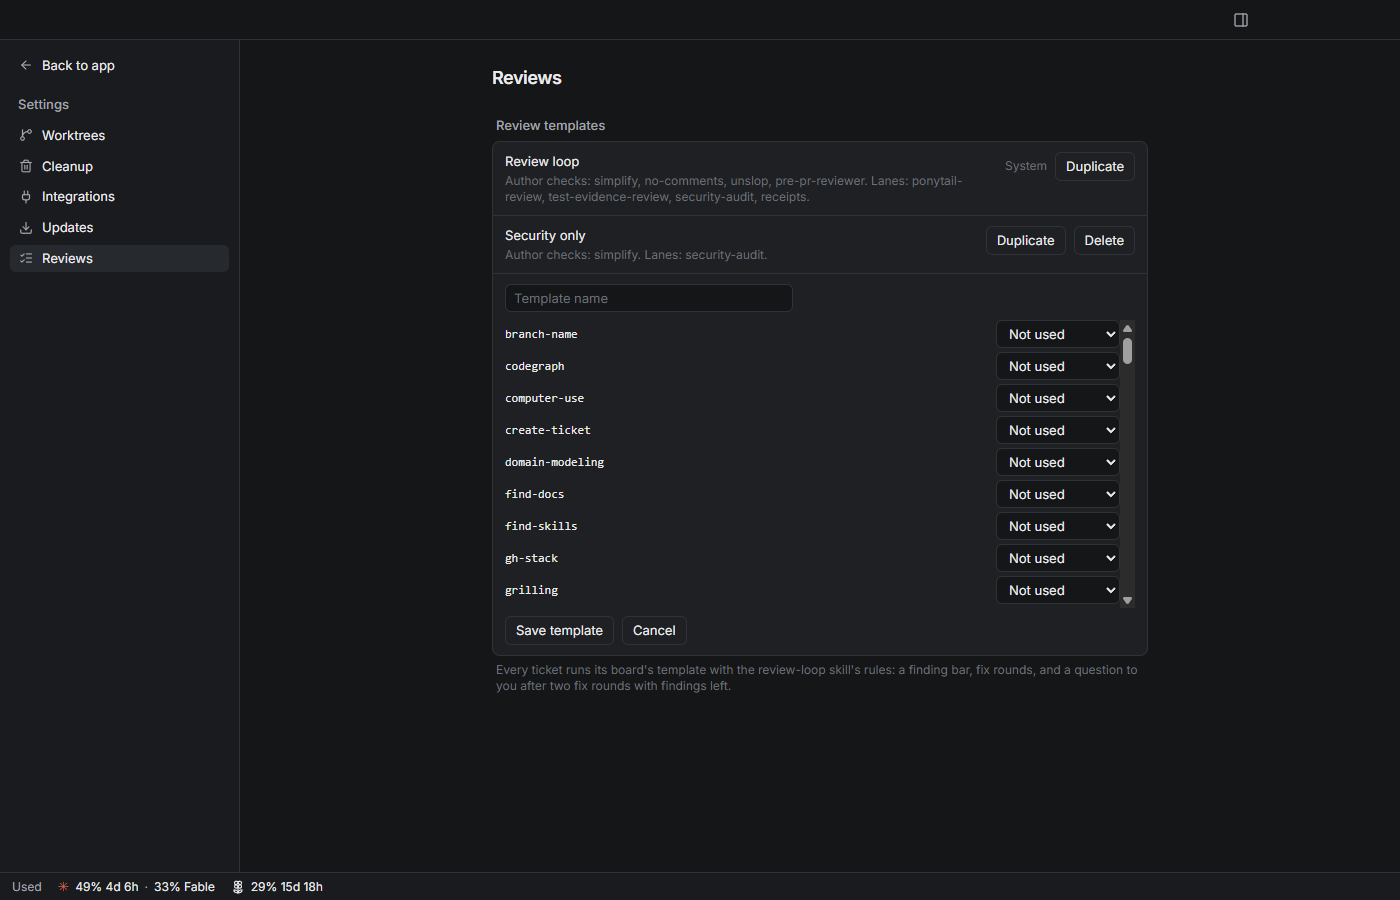 Back to app
Settings
Worktrees
Cleanup
Integrations
Updates
Reviews
Reviews
Review templates
Review loop
Author checks: simplify, no-comments, unslop, pre-pr-reviewer. Lanes: ponytail-
review, test-evidence-review, security-audit, receipts.
System
Duplicate
Security only
Author checks: simplify. Lanes: security-audit.
Duplicate
Delete
Template name
branch-name Not used
codegraph Not used
computer-use Not used
create-ticket Not used
domain-modeling Not used
find-docs Not used
find-skills Not used
gh-stack Not used
grilling Not used
Save template
Cancel
Every ticket runs its board's template with the review-loop skill's rules: a finding bar, fix rounds, and a question to
you after two fix rounds with findings left.
Used 49% 4d 6h · 33% Fable 29% 15d 18h